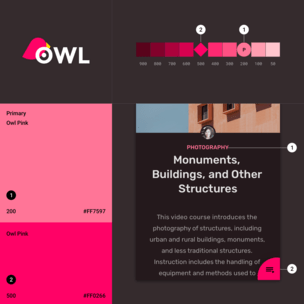 OWL
2
1
900
800
700
600
500
400
300
200
100
50
P
Primary
Owl Pink
1
200 #FF7597
Owl Pink
2
500 #FF0266
PHOTOGRAPHY
1
Monuments,
Buildings, and Other
Structures
This video course introduces the
photography of structures, including
urban and rural buildings, monuments,
and less traditional structures.
Instruction includes the handling of
equipment and methods used to
2